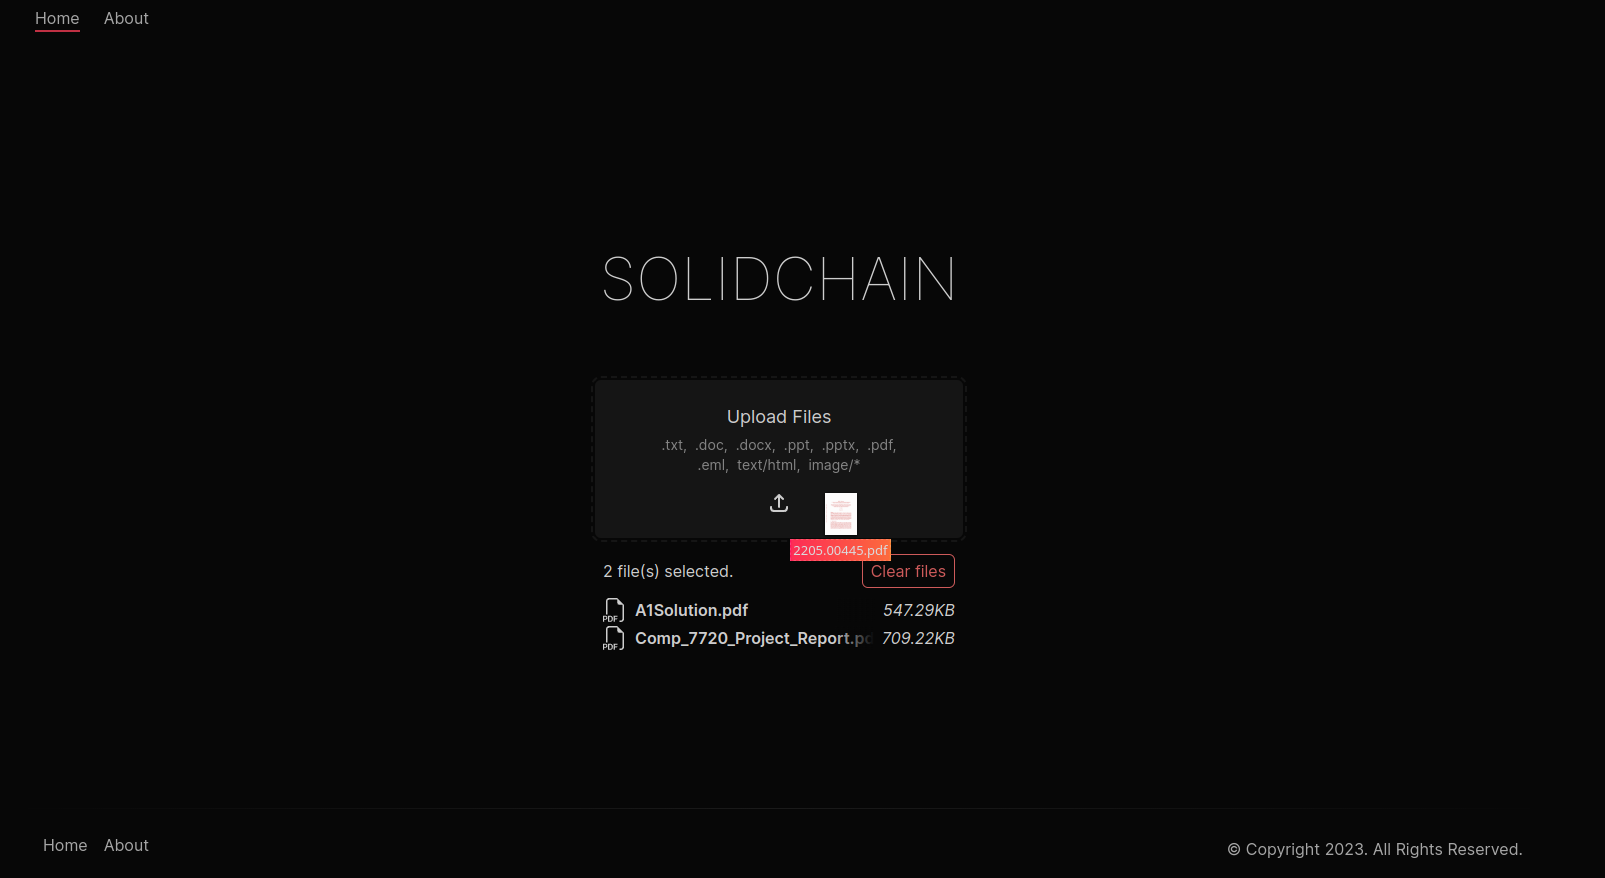 Home About
SOLIDCHAIN
Upload Files
.txt, .doc, .docx, .ppt, .pptx, .pdf,
.eml, text/html, image/*
2205.00445.pdf
2 file(s) selected. Clear files
PDF A1Solution.pdf 547.29KB
PDF Comp_7720_Project_Report.pd 709.22KB
Home About
© Copyright 2023. All Rights Reserved.